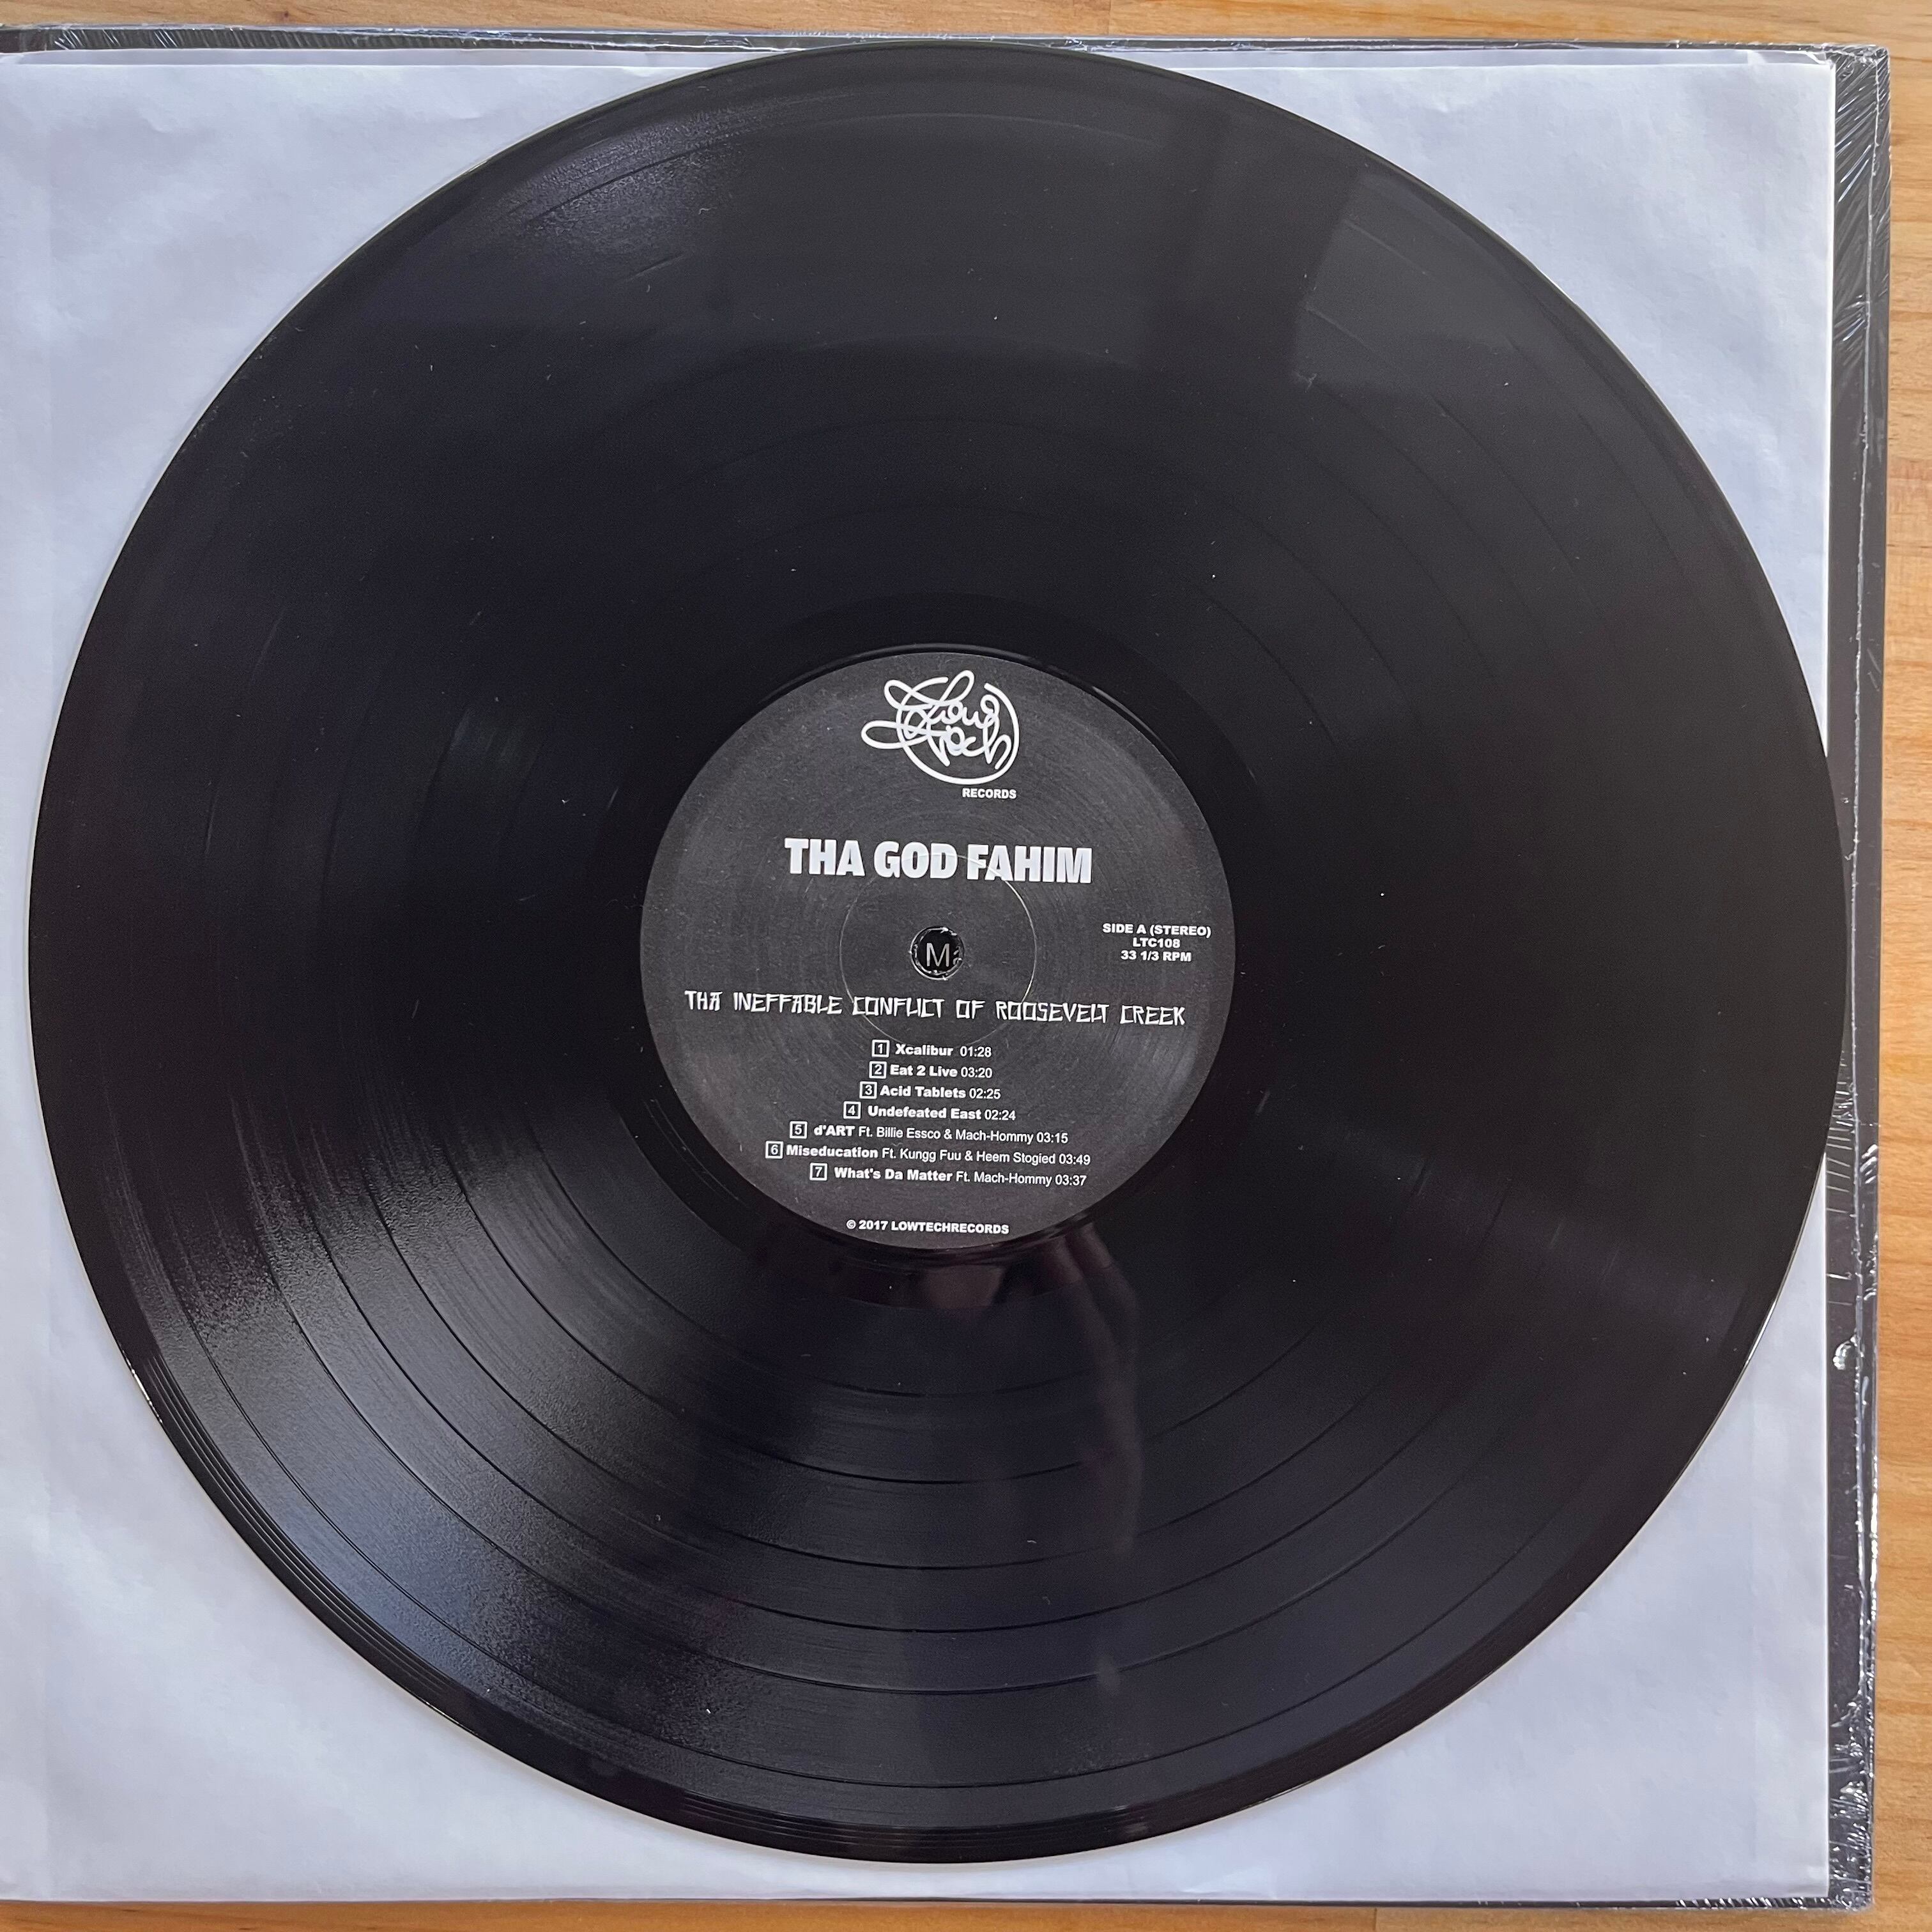 Low
Tech
RECORDS
THA GOD FAHIM
SIDE A (STEREO)
LTC108
33 1/3 RPM
M
THA INEFFABLE CONFLICT OF ROOSEVELT CREEK
1 Xcalibur 01:28
2 Eat 2 Live 03:20
3 Acid Tablets 02:25
4 Undefeated East 02:24
5 d'ART Ft. Billie Essco & Mach-Hommy 03:15
6 Miseducation Ft. Kungg Fuu & Heem Stogied 03:49
7 What's Da Matter Ft. Mach-Hommy 03:37
© 2017 LOWTECHRECORDS